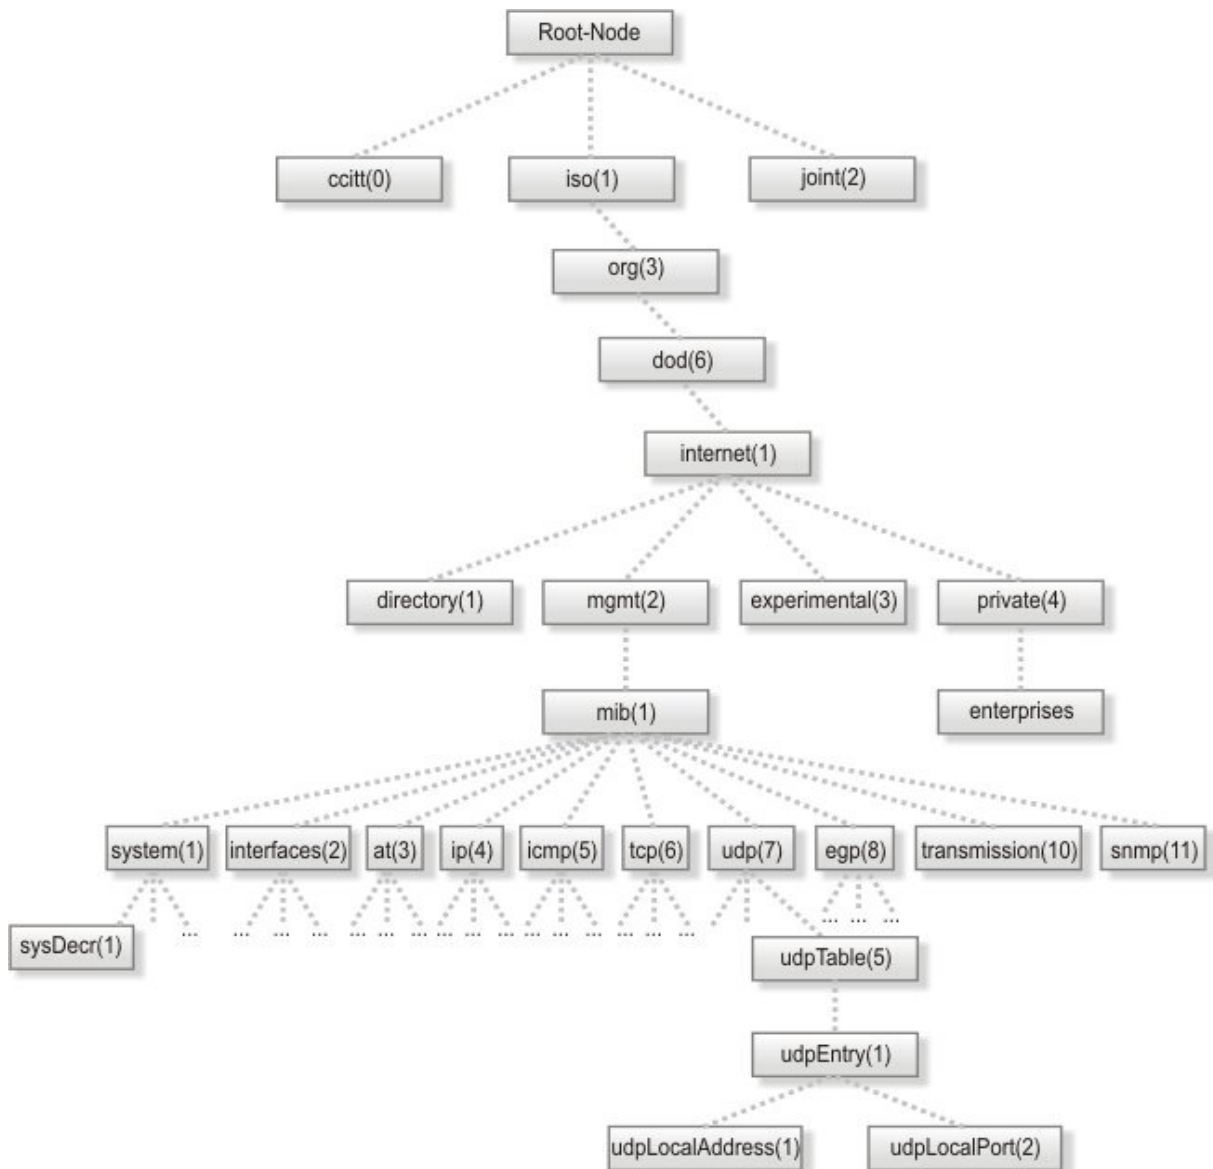 Root-Node
ccitt(0)
iso(1)
joint(2)
org(3)
dod(6)
internet(1)
directory(1)
mgmt(2)
experimental(3)
private(4)
mib(1)
enterprises
system(1)
interfaces(2)
at(3)
ip(4)
icmp(5)
tcp(6)
udp(7)
egp(8)
transmission(10)
snmp(11)
... ... ...
... ... ... ... ... ... ... ... ... ... ... ... ... ... ... ...
sysDecr(1)
udpTable(5)
udpEntry(1)
udpLocalAddress(1)
udpLocalPort(2)